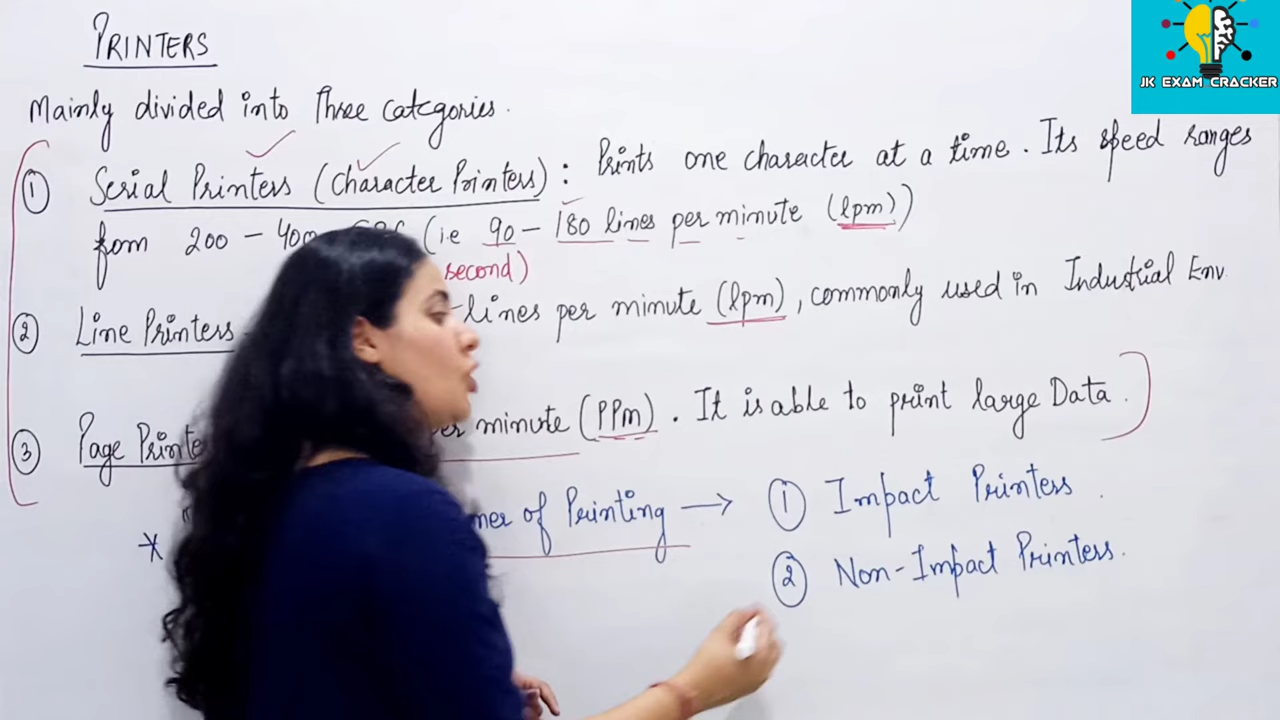 PRINTERS
JK EXAM CRACKER
Mainly divided into Three categories.
1 Serial Printers (Character Printers) : Prints one character at a time. Its speed ranges
from 200 - 400 (i.e 90 - 180 lines per minute (lpm))
second)
2 Line Printers - lines per minute (lpm), commonly used in Industrial Env.
3 Page Printe per minute (PPm). It is able to print large Data.
* ner of Printing → 1 Impact Printers.
2 Non-Impact Printers.